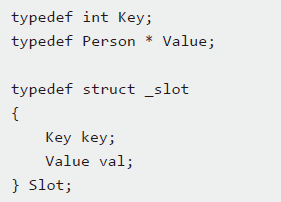 typedef int Key;
typedef Person * Value;
typedef struct _slot
{
    Key key;
    Value val;
} Slot;